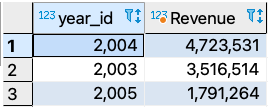 123 year_id 123 Revenue
1 2,004 4,723,531
2 2,003 3,516,514
3 2,005 1,791,264